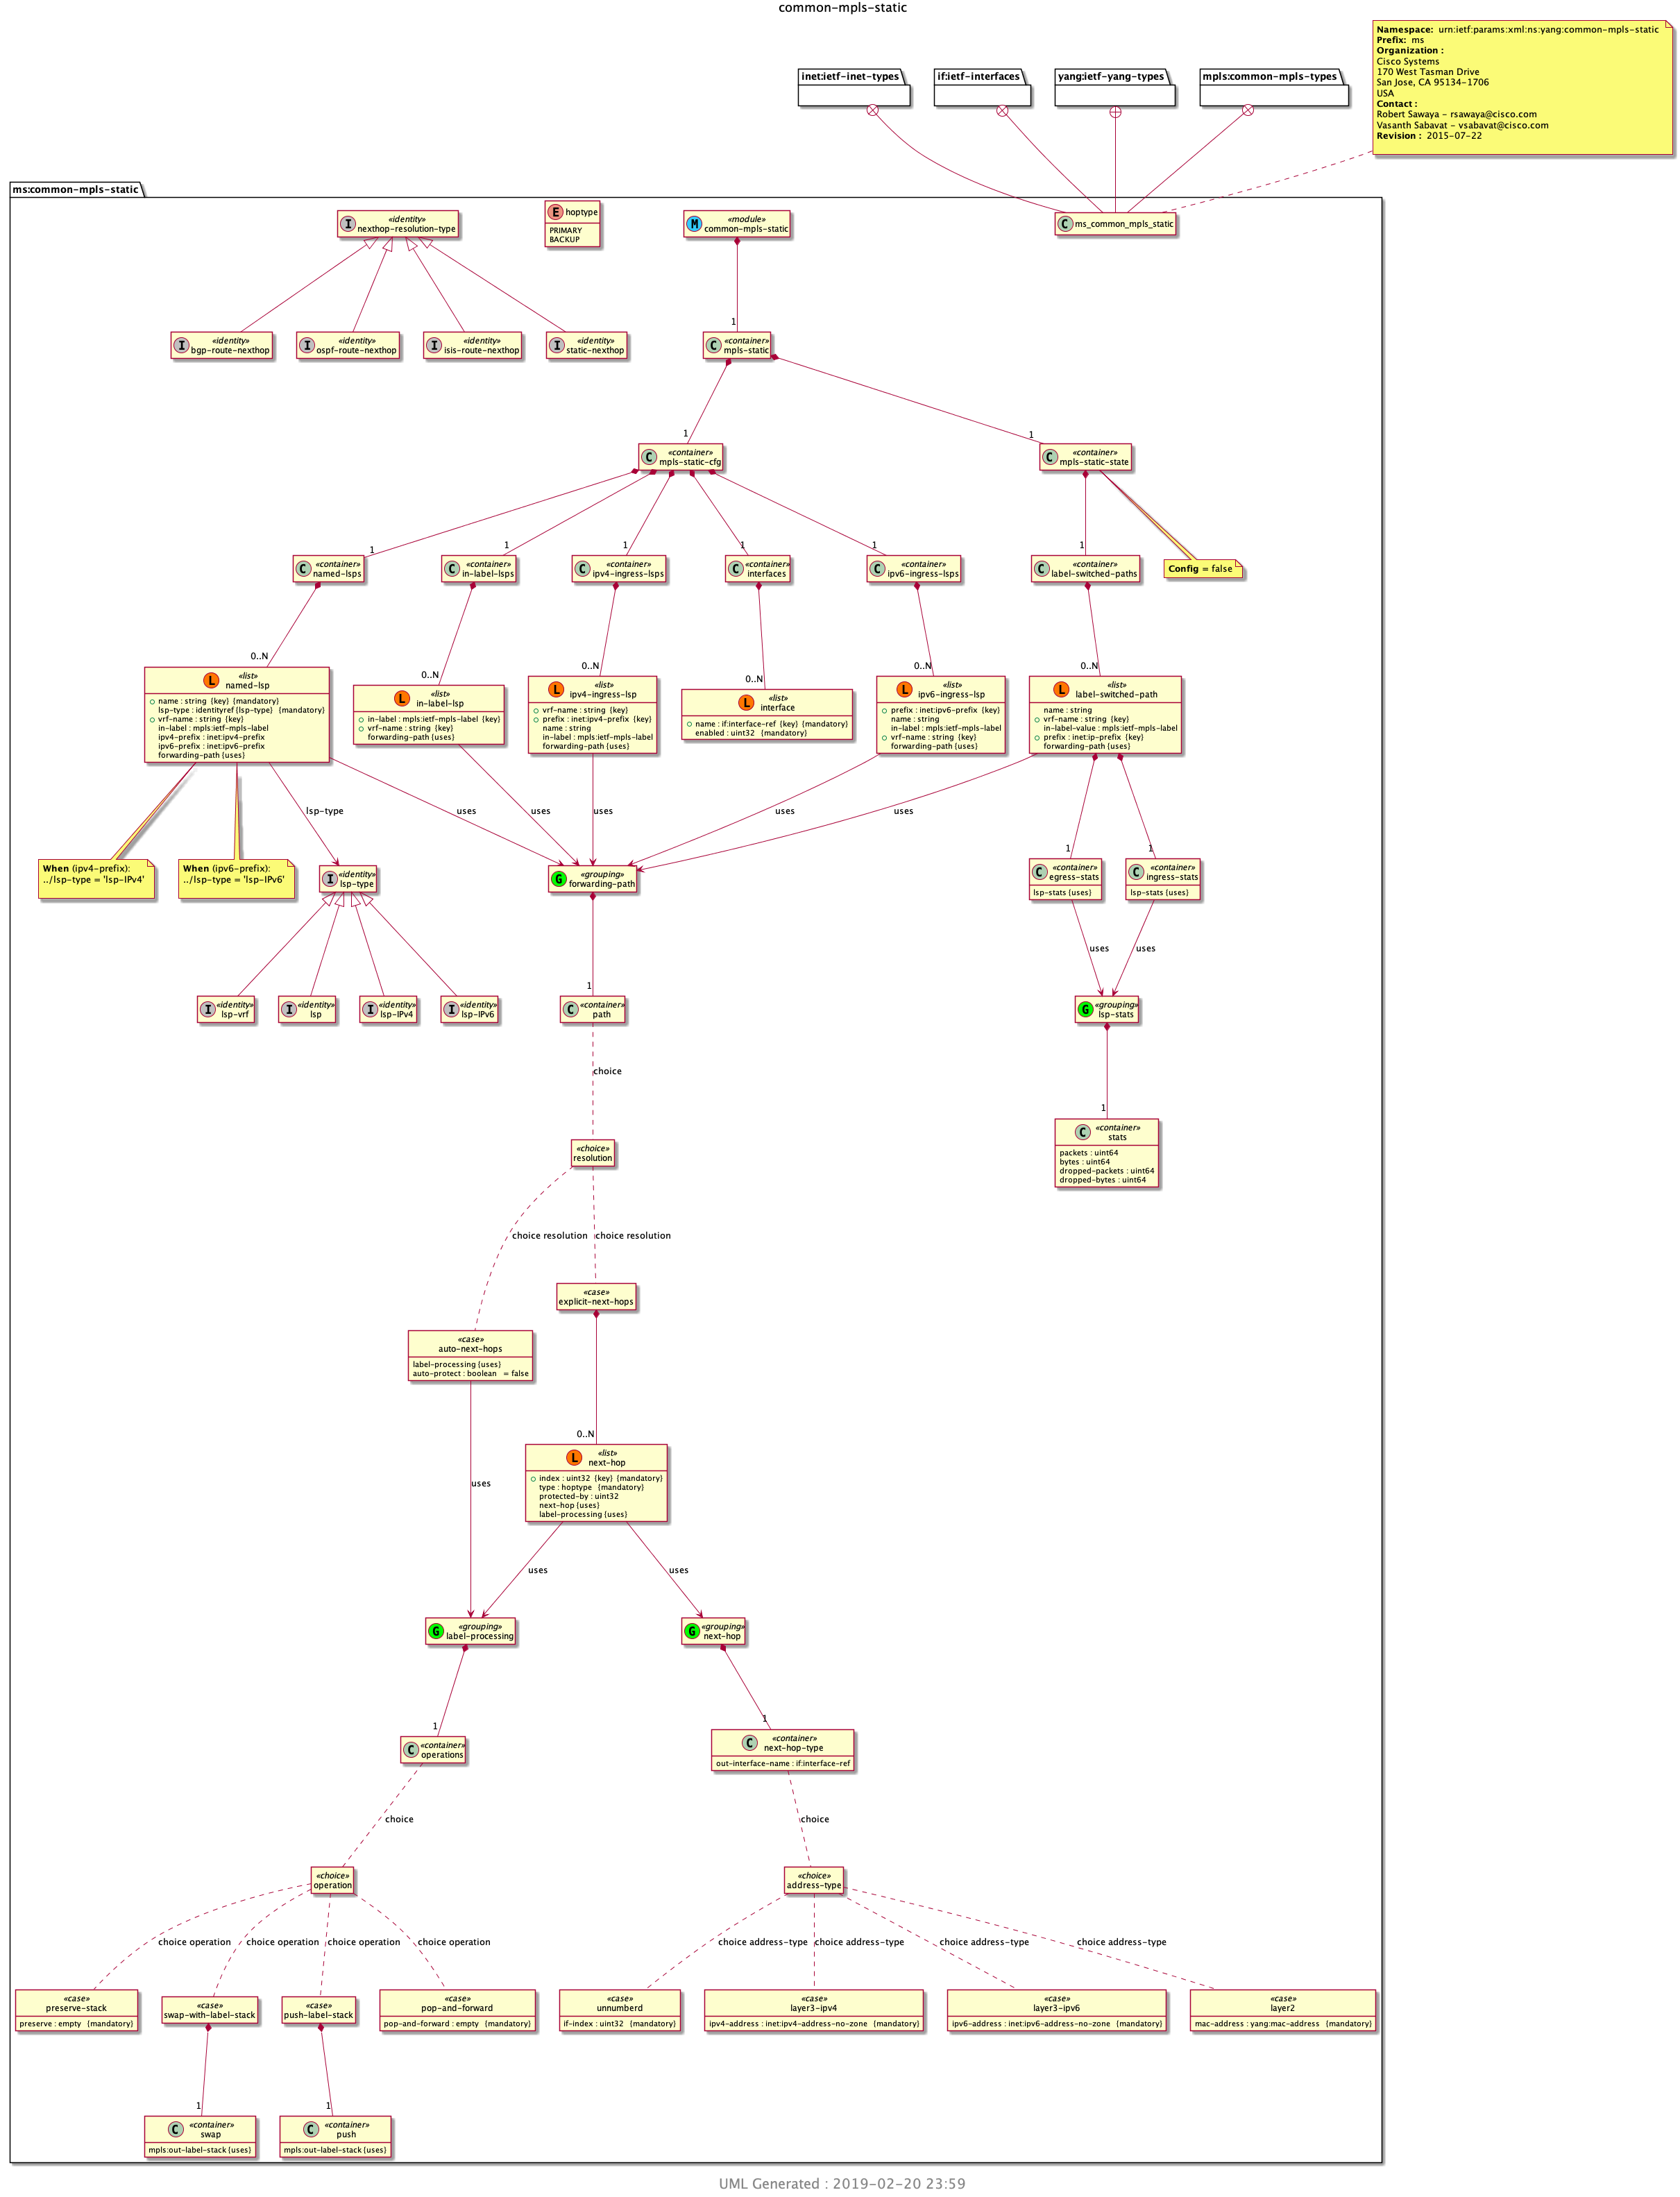 common-mpls-static
Namespace: urn:ietf:params:xml:ns:yang:common-mpls-static
Prefix: ms
Organization :
Cisco Systems
170 West Tasman Drive
San Jose, CA 95134-1706
USA
Contact :
Robert Sawaya - rsawaya@cisco.com
Vasanth Sabavat - vsabavat@cisco.com
Revision : 2015-07-22
inet:ietf-inet-types
if:ietf-interfaces
yang:ietf-yang-types
mpls:common-mpls-types
ms:common-mpls-static
I «identity»
nexthop-resolution-type
E hoptype
PRIMARY
BACKUP
M «module»
common-mpls-static
C ms_common_mpls_static
1
I «identity»
bgp-route-nexthop
I «identity»
ospf-route-nexthop
I «identity»
isis-route-nexthop
I «identity»
static-nexthop
C «container»
mpls-static
1
1
C «container»
mpls-static-cfg
C «container»
mpls-static-state
1
1
1
1
1
1
C «container»
named-lsps
C «container»
in-label-lsps
C «container»
ipv4-ingress-lsps
C «container»
interfaces
C «container»
ipv6-ingress-lsps
C «container»
label-switched-paths
Config = false
0..N
0..N
0..N
0..N
0..N
0..N
L «list»
named-lsp
name : string {key} {mandatory}
lsp-type : identityref {lsp-type} {mandatory}
vrf-name : string {key}
in-label : mpls:ietf-mpls-label
ipv4-prefix : inet:ipv4-prefix
ipv6-prefix : inet:ipv6-prefix
forwarding-path {uses}
L «list»
in-label-lsp
in-label : mpls:ietf-mpls-label {key}
vrf-name : string {key}
forwarding-path {uses}
L «list»
ipv4-ingress-lsp
vrf-name : string {key}
prefix : inet:ipv4-prefix {key}
name : string
in-label : mpls:ietf-mpls-label
forwarding-path {uses}
L «list»
interface
name : if:interface-ref {key} {mandatory}
enabled : uint32 {mandatory}
L «list»
ipv6-ingress-lsp
prefix : inet:ipv6-prefix {key}
name : string
in-label : mpls:ietf-mpls-label
vrf-name : string {key}
forwarding-path {uses}
L «list»
label-switched-path
name : string
vrf-name : string {key}
in-label-value : mpls:ietf-mpls-label
prefix : inet:ip-prefix {key}
forwarding-path {uses}
lsp-type
uses
uses
uses
uses
uses
1
1
When (ipv4-prefix):
../lsp-type = 'lsp-IPv4'
When (ipv6-prefix):
../lsp-type = 'lsp-IPv6'
I «identity»
lsp-type
G «grouping»
forwarding-path
C «container»
egress-stats
lsp-stats {uses}
C «container»
ingress-stats
lsp-stats {uses}
uses
uses
1
I «identity»
lsp-vrf
I «identity»
lsp
I «identity»
lsp-IPv4
I «identity»
lsp-IPv6
C «container»
path
G «grouping»
lsp-stats
choice
1
C «container»
stats
packets : uint64
bytes : uint64
dropped-packets : uint64
dropped-bytes : uint64
«choice»
resolution
choice resolution
choice resolution
«case»
explicit-next-hops
«case»
auto-next-hops
label-processing {uses}
auto-protect : boolean = false
0..N
L «list»
next-hop
index : uint32 {key} {mandatory}
type : hoptype {mandatory}
protected-by : uint32
next-hop {uses}
label-processing {uses}
uses
uses
uses
G «grouping»
label-processing
G «grouping»
next-hop
1
1
C «container»
operations
C «container»
next-hop-type
out-interface-name : if:interface-ref
choice
choice
«choice»
operation
«choice»
address-type
choice operation
choice operation
choice operation
choice operation
choice address-type
choice address-type
choice address-type
choice address-type
«case»
preserve-stack
preserve : empty {mandatory}
«case»
swap-with-label-stack
«case»
push-label-stack
«case»
pop-and-forward
pop-and-forward : empty {mandatory}
«case»
unnumberd
if-index : uint32 {mandatory}
«case»
layer3-ipv4
ipv4-address : inet:ipv4-address-no-zone {mandatory}
«case»
layer3-ipv6
ipv6-address : inet:ipv6-address-no-zone {mandatory}
«case»
layer2
mac-address : yang:mac-address {mandatory}
1
1
C «container»
swap
mpls:out-label-stack {uses}
C «container»
push
mpls:out-label-stack {uses}
UML Generated : 2019-02-20 23:59